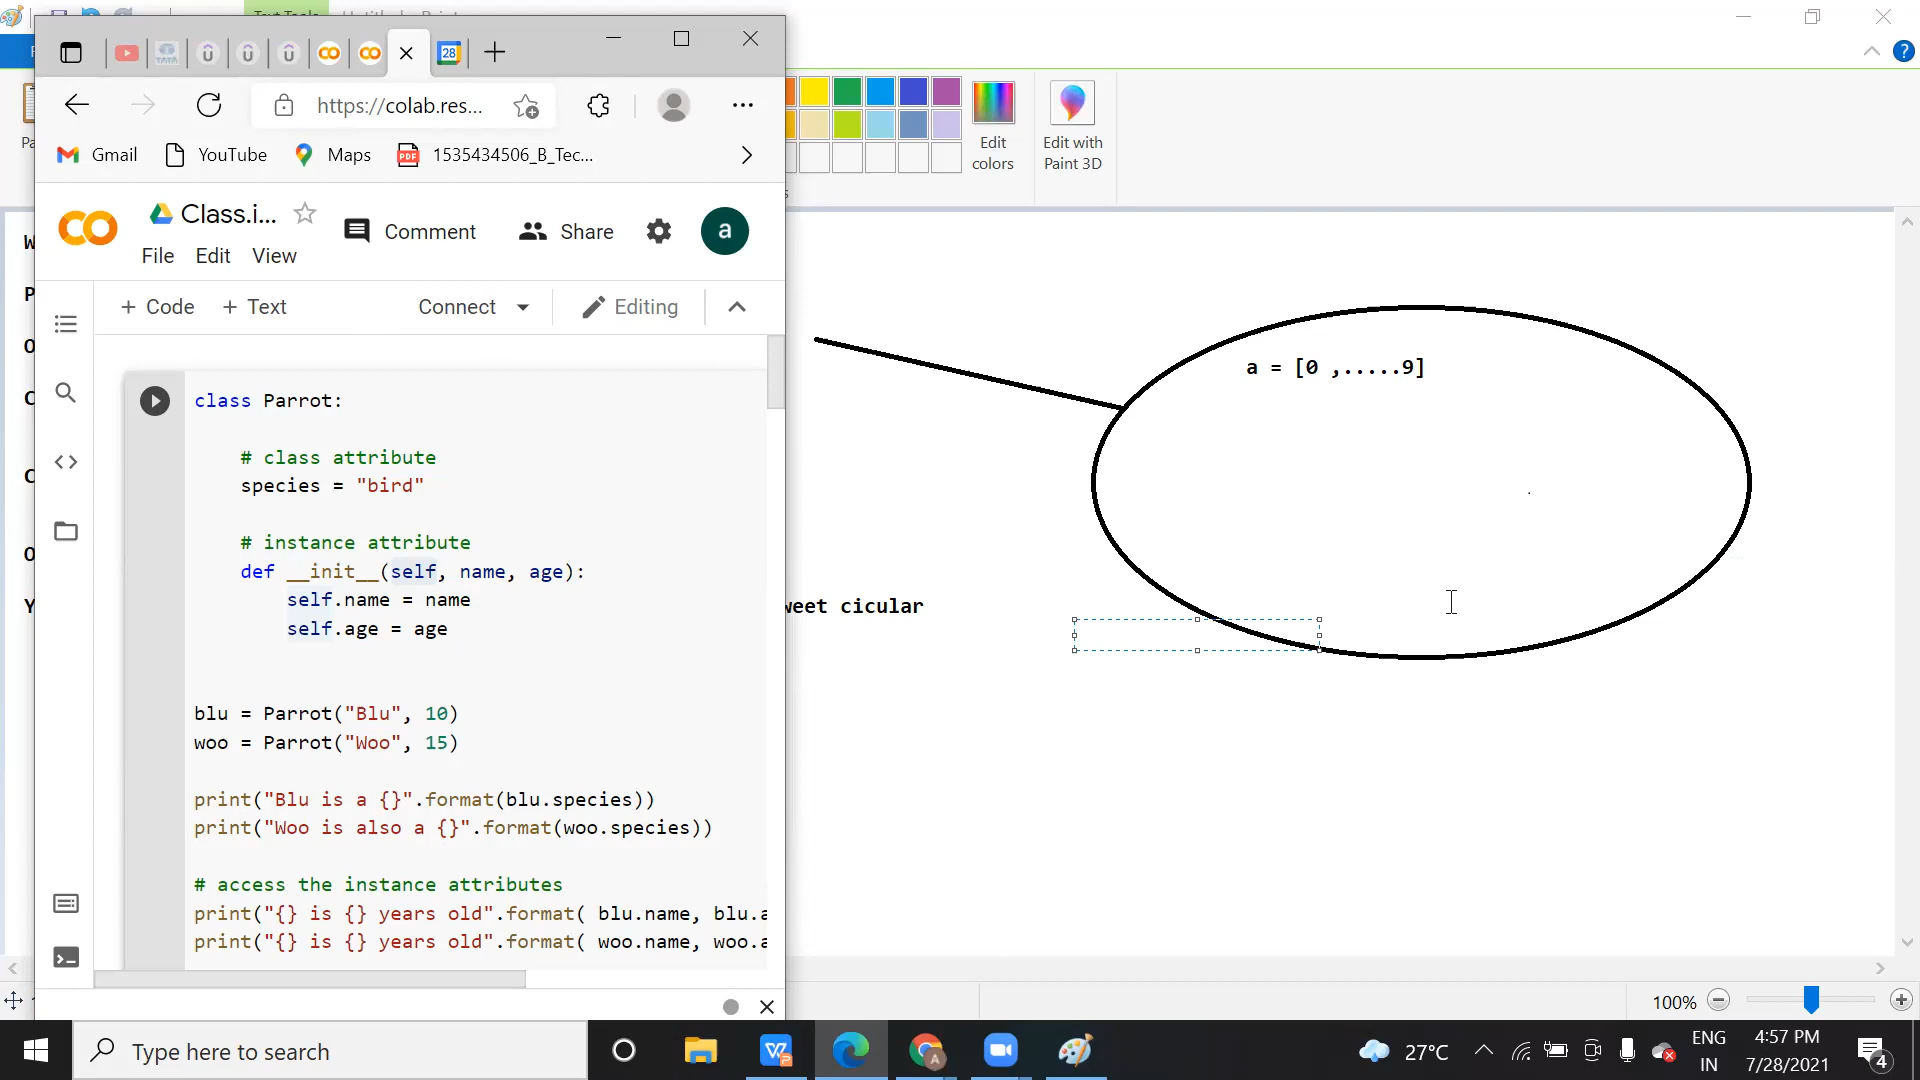 28
https://colab.res...
Gmail
YouTube
Maps
PDF
1535434506_B_Tec...
Edit colors
Edit with Paint 3D
CO
Class.i...
Comment
Share
a
File Edit View
+ Code + Text
Connect
Editing
class Parrot:
# class attribute
species = "bird"
# instance attribute
def __init__(self, name, age):
self.name = name
self.age = age
blu = Parrot("Blu", 10)
woo = Parrot("Woo", 15)
print("Blu is a {}".format(blu.species))
print("Woo is also a {}".format(woo.species))
# access the instance attributes
print("{} is {} years old".format( blu.name, blu.a
print("{} is {} years old".format( woo.name, woo.a
a = [0 ,.....9]
weet cicular
100%
Type here to search
27°C
ENG
IN
4:57 PM
7/28/2021
4